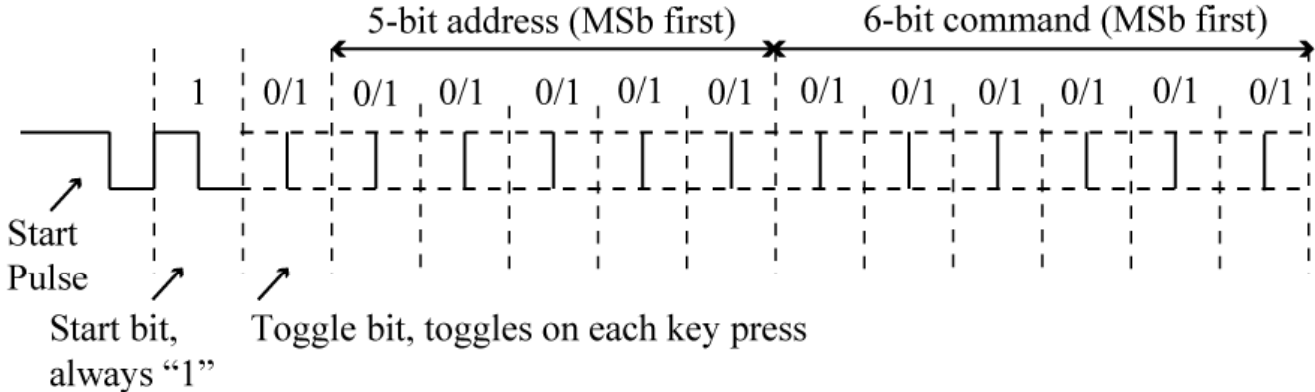 5-bit address (MSb first) 6-bit command (MSb first)
1 0/1 0/1 0/1 0/1 0/1 0/1 0/1 0/1 0/1 0/1 0/1 0/1
Start
Pulse
Start bit,
always “1”
Toggle bit, toggles on each key press